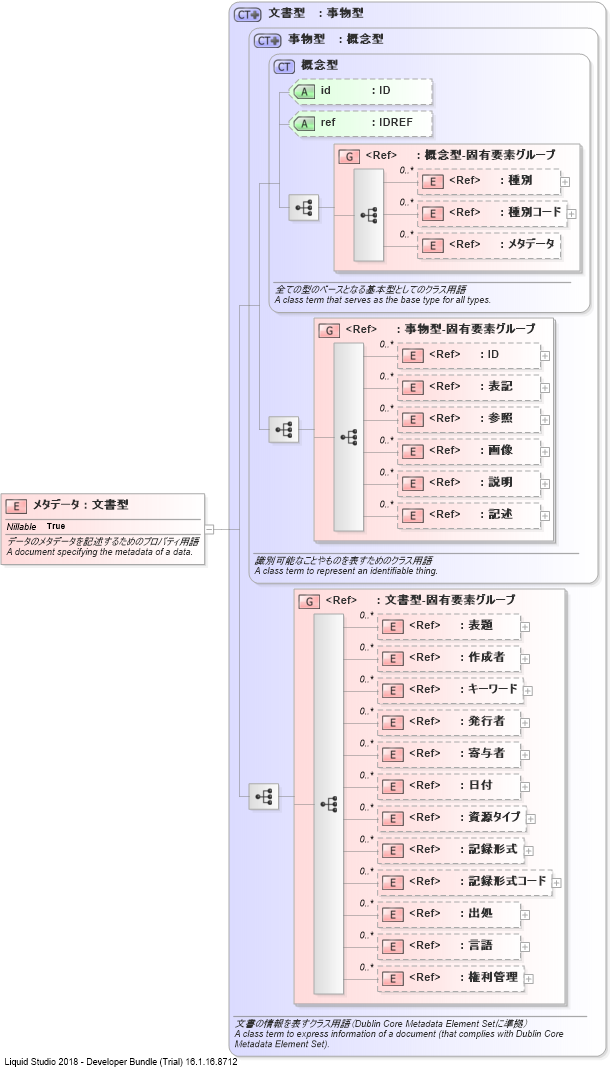 CT+ 文書型 : 事物型
CT+ 事物型 : 概念型
CT 概念型
A id : ID
A ref : IDREF
G <Ref> : 概念型-固有要素グループ
0..*
E <Ref> : 種別
0..*
E <Ref> : 種別コード
0..*
E <Ref> : メタデータ
全ての型のベースとなる基本型としてのクラス用語
A class term that serves as the base type for all types.
G <Ref> : 事物型-固有要素グループ
0..*
E <Ref> : ID
0..*
E <Ref> : 表記
0..*
E <Ref> : 参照
0..*
E <Ref> : 画像
0..*
E <Ref> : 説明
0..*
E <Ref> : 記述
E メタデータ : 文書型
Nillable True
データのメタデータを記述するためのプロパティ用語
A document specifying the metadata of a data.
識別可能なことやものを表すためのクラス用語
A class term to represent an identifiable thing.
G <Ref> : 文書型-固有要素グループ
0..*
E <Ref> : 表題
0..*
E <Ref> : 作成者
0..*
E <Ref> : キーワード
0..*
E <Ref> : 発行者
0..*
E <Ref> : 寄与者
0..*
E <Ref> : 日付
0..*
E <Ref> : 資源タイプ
0..*
E <Ref> : 記録形式
0..*
E <Ref> : 記録形式コード
0..*
E <Ref> : 出処
0..*
E <Ref> : 言語
0..*
E <Ref> : 権利管理
文書の情報を表すクラス用語(Dublin Core Metadata Element Setに準拠)
A class term to express information of a document (that complies with Dublin Core
Metadata Element Set).
Liquid Studio 2018 - Developer Bundle (Trial) 16.1.16.8712